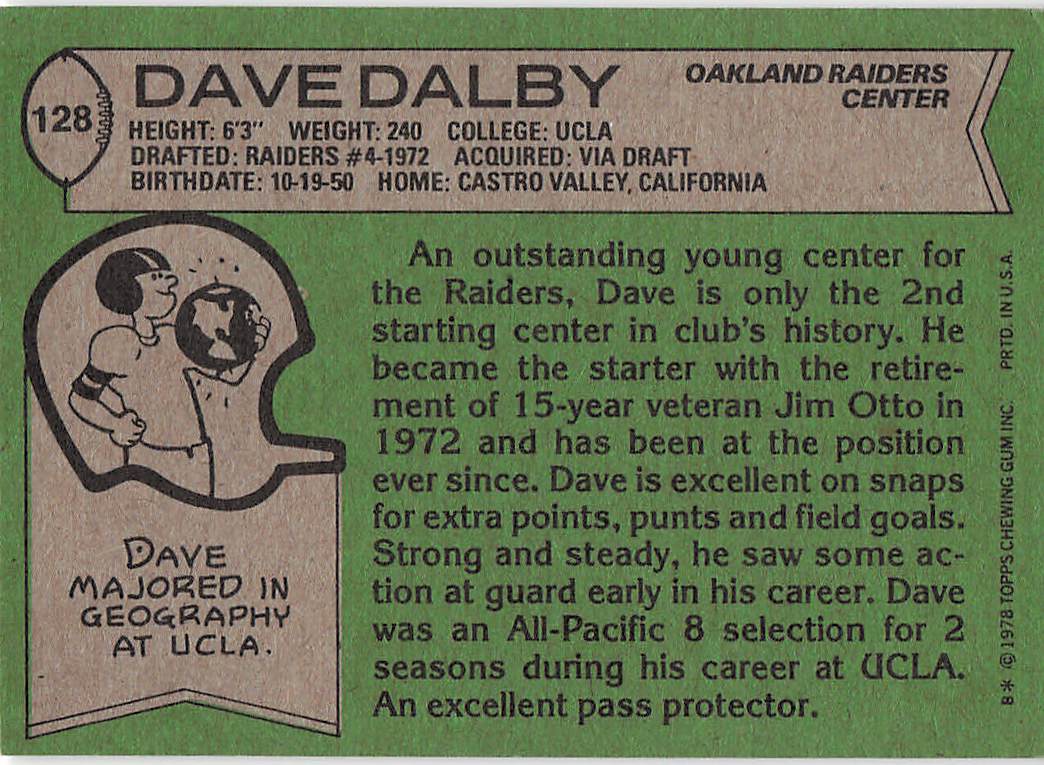 128
DAVE DALBY
OAKLAND RAIDERS
CENTER
HEIGHT: 6'3" WEIGHT: 240 COLLEGE: UCLA
DRAFTED: RAIDERS #4-1972 ACQUIRED: VIA DRAFT
BIRTHDATE: 10-19-50 HOME: CASTRO VALLEY, CALIFORNIA
DAVE
MAJORED IN
GEOGRAPHY
AT UCLA.
An outstanding young center for
the Raiders, Dave is only the 2nd
starting center in club's history. He
became the starter with the retire-
ment of 15-year veteran Jim Otto in
1972 and has been at the position
ever since. Dave is excellent on snaps
for extra points, punts and field goals.
Strong and steady, he saw some ac-
tion at guard early in his career. Dave
was an All-Pacific 8 selection for 2
seasons during his career at UCLA.
An excellent pass protector.
8* © 1978 TOPPS CHEWING GUM INC. PRTD. IN U.S.A.